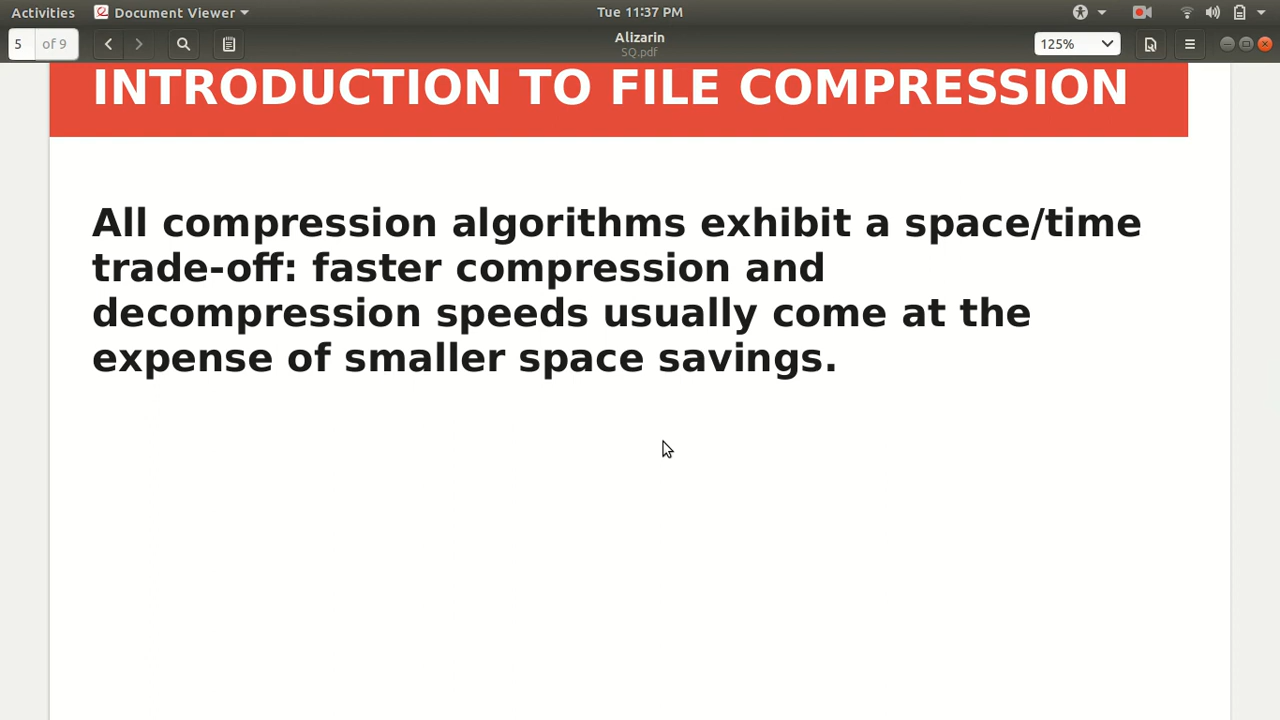 Activities Document Viewer Tue 11:37 PM
5 of 9 Alizarin 125%
SQ.pdf
INTRODUCTION TO FILE COMPRESSION
All compression algorithms exhibit a space/time
trade-off: faster compression and
decompression speeds usually come at the
expense of smaller space savings.